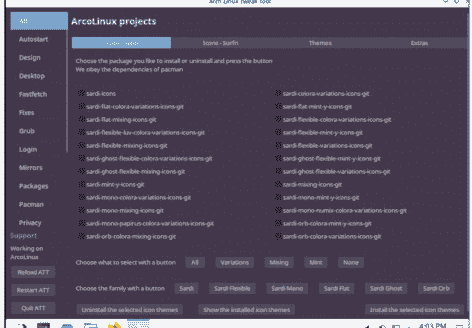 Arch Linux Tweak Tool
ATT
ArcoLinux projects
Autostart
Icons - Surfn
Themes
Extras
Design
Choose the package you like to install or uninstall and press the button
We obey the dependencies of pacman
Desktop
Fastfetch
sardi-icons
sardi-colora-variations-icons-git
sardi-flat-colora-variations-icons-git
sardi-flat-mint-y-icons-git
Fixes
sardi-flat-mixing-icons-git
sardi-flexible-colora-variations-icons-git
Grub
sardi-flexible-luv-colora-variations-icons-git
sardi-flexible-mint-y-icons-git
Login
sardi-flexible-mixing-icons-git
sardi-flexible-variations-icons-git
sardi-ghost-flexible-colora-variations-icons-git
sardi-ghost-flexible-mint-y-icons-git
Mirrors
sardi-ghost-flexible-mixing-icons-git
sardi-ghost-flexible-variations-icons-git
Packages
sardi-mint-y-icons-git
sardi-mixing-icons-git
Pacman
sardi-mono-colora-variations-icons-git
sardi-mono-mint-y-icons-git
sardi-mono-mixing-icons-git
sardi-mono-numix-colora-variations-icons-git
Privacy
sardi-mono-papirus-colora-variations-icons-git
sardi-orb-colora-mint-y-icons-git
Support
sardi-orb-colora-mixing-icons-git
sardi-orb-colora-variations-icons-git
Working on
ArcoLinux
Choose what to select with a button
All
Variations
Mixing
Mint
None
Reload ATT
Restart ATT
Choose the family with a button
Sardi
Sardi Flexible
Sardi Mono
Sardi Flat
Sardi Ghost
Sardi Orb
Quit ATT
Uninstall the selected icon themes
Show the installed icon themes
Install the selected icon themes
4:03 PM